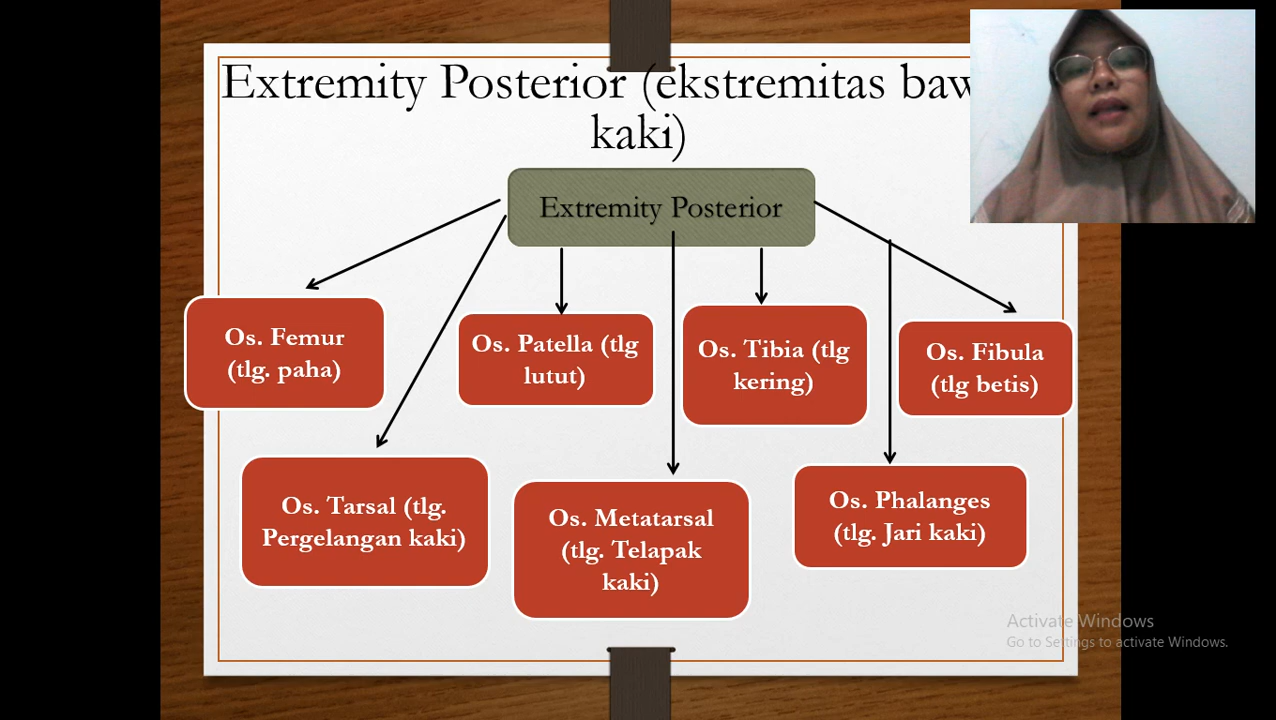 Extremity Posterior (ekstremitas
kaki)
Extremity Posterior
Os. Femur
(tlg. paha)
Os. Patella (tlg
lutut)
Os. Tibia (tlg
kering)
Os. Fibula
(tlg betis)
Os. Tarsal (tlg.
Pergelangan kaki)
Os. Metatarsal
(tlg. Telapak
kaki)
Os. Phalanges
(tlg. Jari kaki)
Activate Windows
Go to Settings to activate Windows.